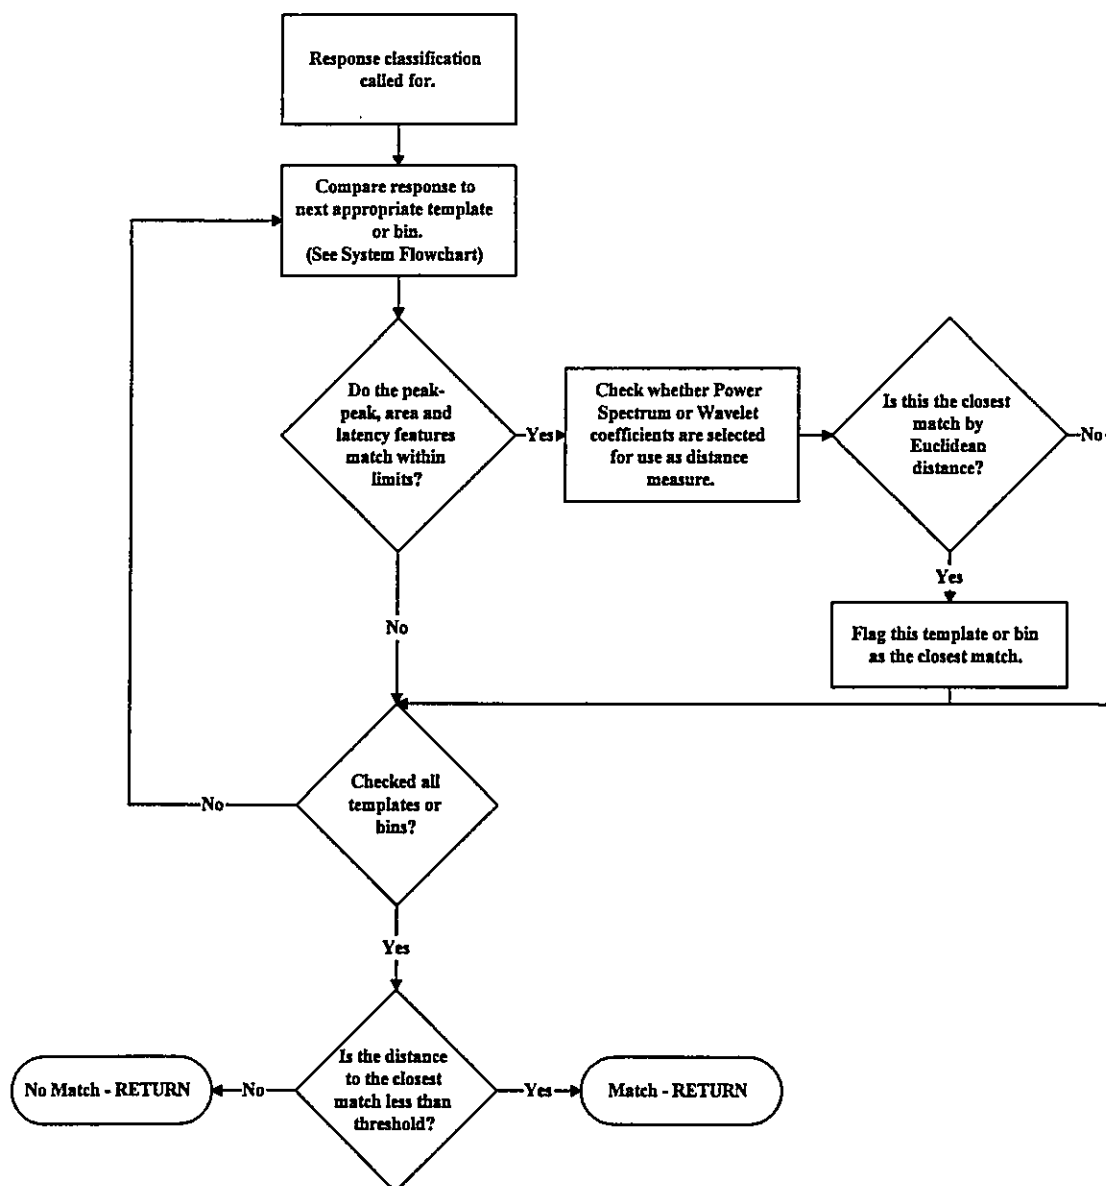 Response classification
called for.
Compare response to
next appropriate template
or bin.
(See System Flowchart)
Do the peak-
peak, area and
latency features
match within
limits?
Yes
Check whether Power
Spectrum or Wavelet
coefficients are selected
for use as distance
measure.
Is this the closest
match by
Euclidean
distance?
No
Yes
Flag this template or bin
as the closest match.
No
Checked all
templates or
bins?
No
Yes
Is the distance
to the closest
match less than
threshold?
No
No Match - RETURN
Yes
Match - RETURN